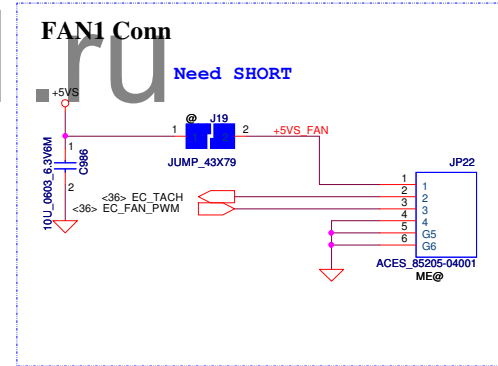 FAN1 Conn
.ru
Need SHORT
+5VS
@ J19
1 2 +5VS_FAN
JUMP_43X79
1
C986
2
10U_0603_6.3V6M
JP22
<36> EC_TACH
<36> EC_FAN_PWM
1 1
2 2
3 3
4 4
5 G5
6 G6
ACES_85205-04001
ME@